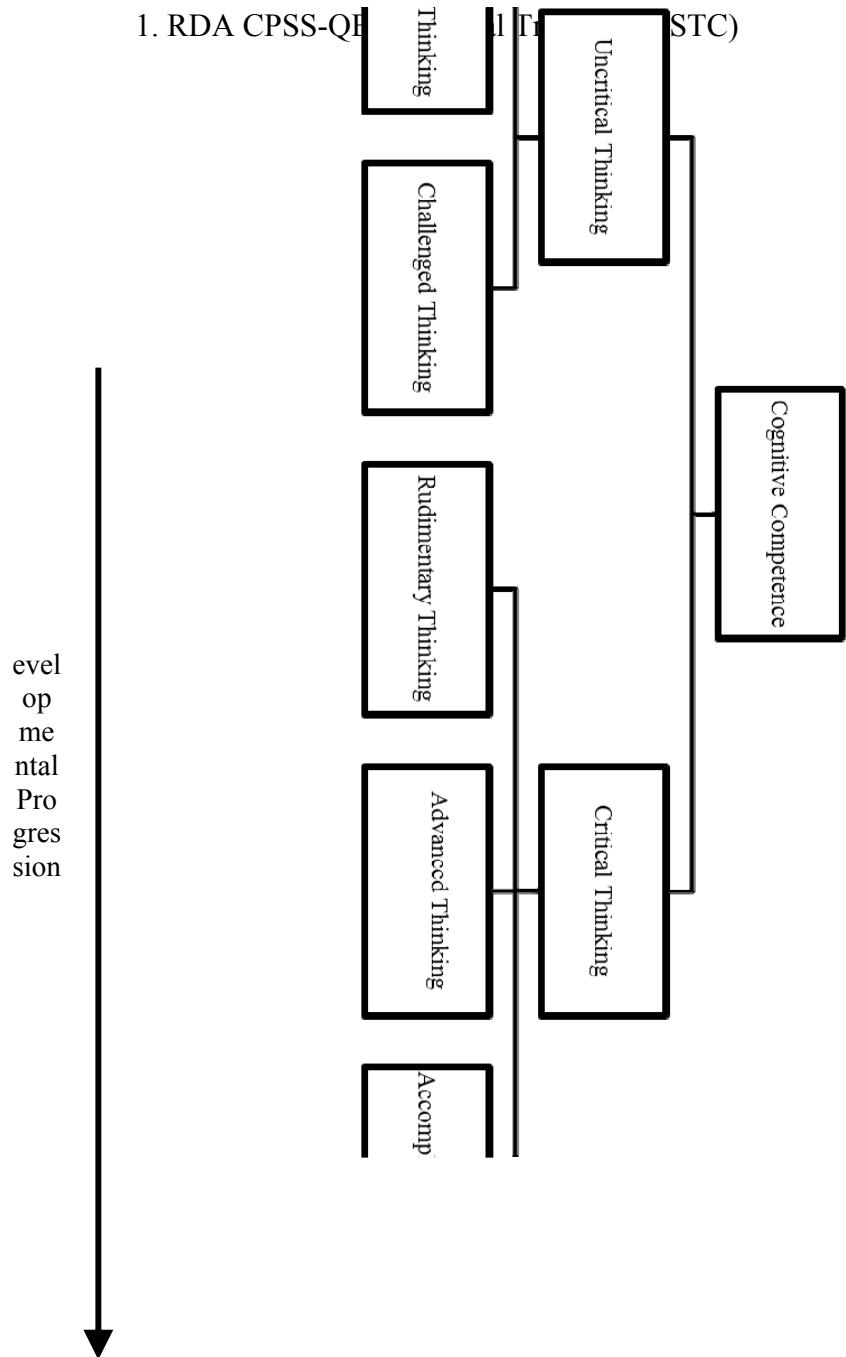 1. RDA CPSS-QE STC)
Thinking
Uncritical Thinking
Challenged Thinking
Cognitive Competence
Rudimentary Thinking
Advanced Thinking
Critical Thinking
Accomp
evel
op
me
ntal
Pro
gres
sion